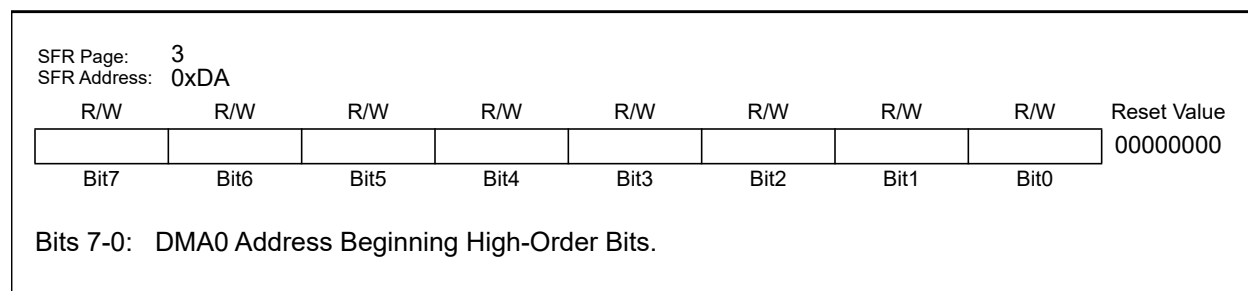 SFR Page: 3
SFR Address: 0xDA
R/W R/W R/W R/W R/W R/W R/W R/W Reset Value
00000000
Bit7 Bit6 Bit5 Bit4 Bit3 Bit2 Bit1 Bit0
Bits 7-0: DMA0 Address Beginning High-Order Bits.